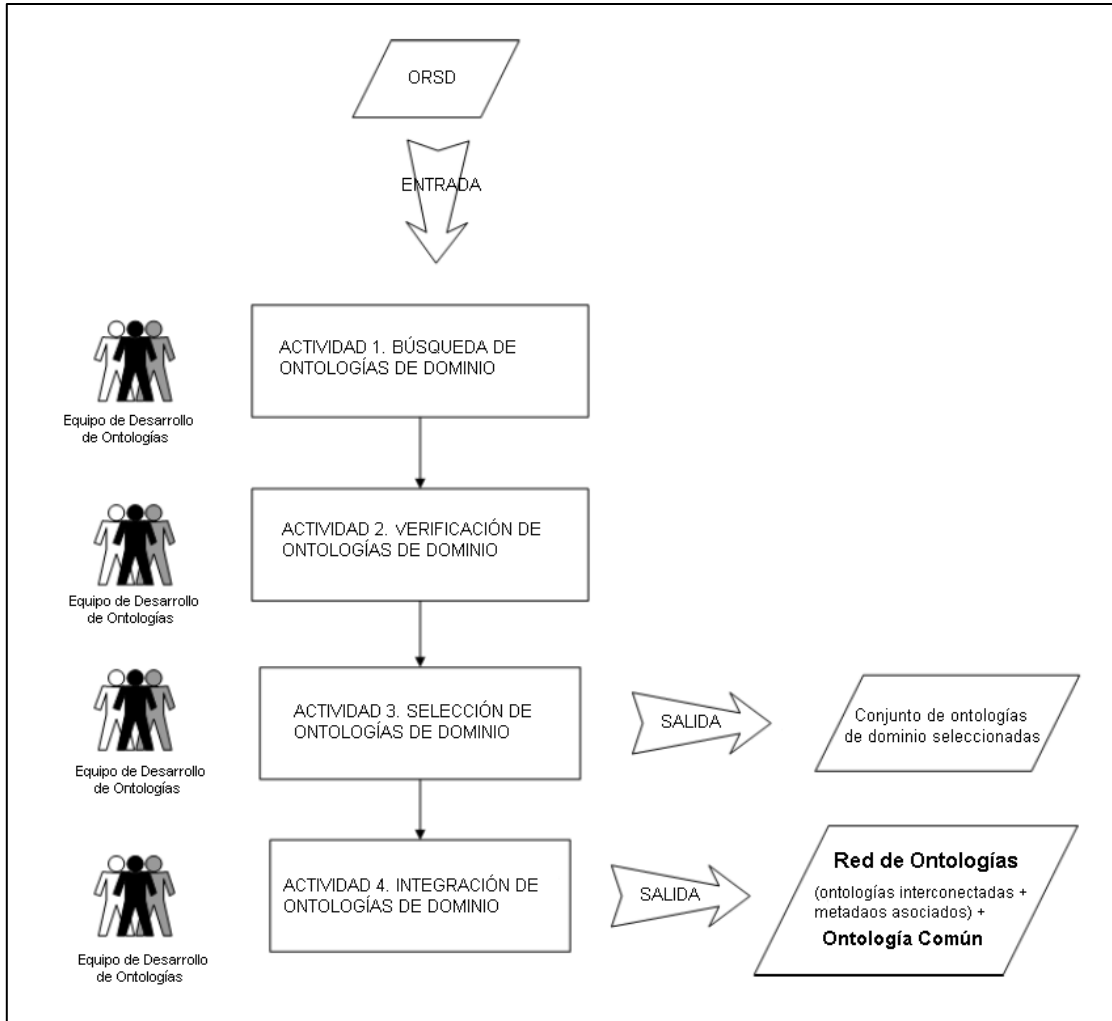 ORSD
ENTRADA
ACTIVIDAD 1. BÚSQUEDA DE
ONTOLOGÍAS DE DOMINIO
Equipo de Desarrollo
de Ontologías
ACTIVIDAD 2. VERIFICACIÓN DE
ONTOLOGÍAS DE DOMINIO
Equipo de Desarrollo
de Ontologías
ACTIVIDAD 3. SELECCIÓN DE
ONTOLOGÍAS DE DOMINIO
Equipo de Desarrollo
de Ontologías
SALIDA
Conjunto de ontologías
de dominio seleccionadas
ACTIVIDAD 4. INTEGRACIÓN DE
ONTOLOGÍAS DE DOMINIO
Equipo de Desarrollo
de Ontologías
SALIDA
Red de Ontologías
(ontologías interconectadas +
metadaos asociados) +
Ontología Común